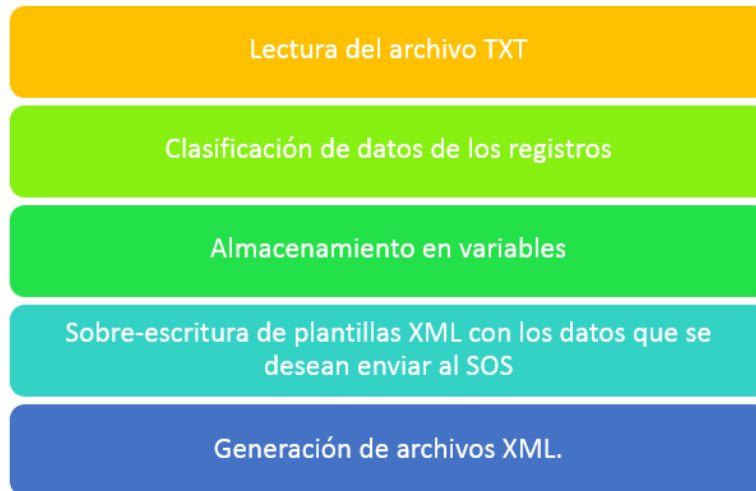 Lectura del archivo TXT
Clasificación de datos de los registros
Almacenamiento en variables
Sobre-escritura de plantillas XML con los datos que se
desean enviar al SOS
Generación de archivos XML.